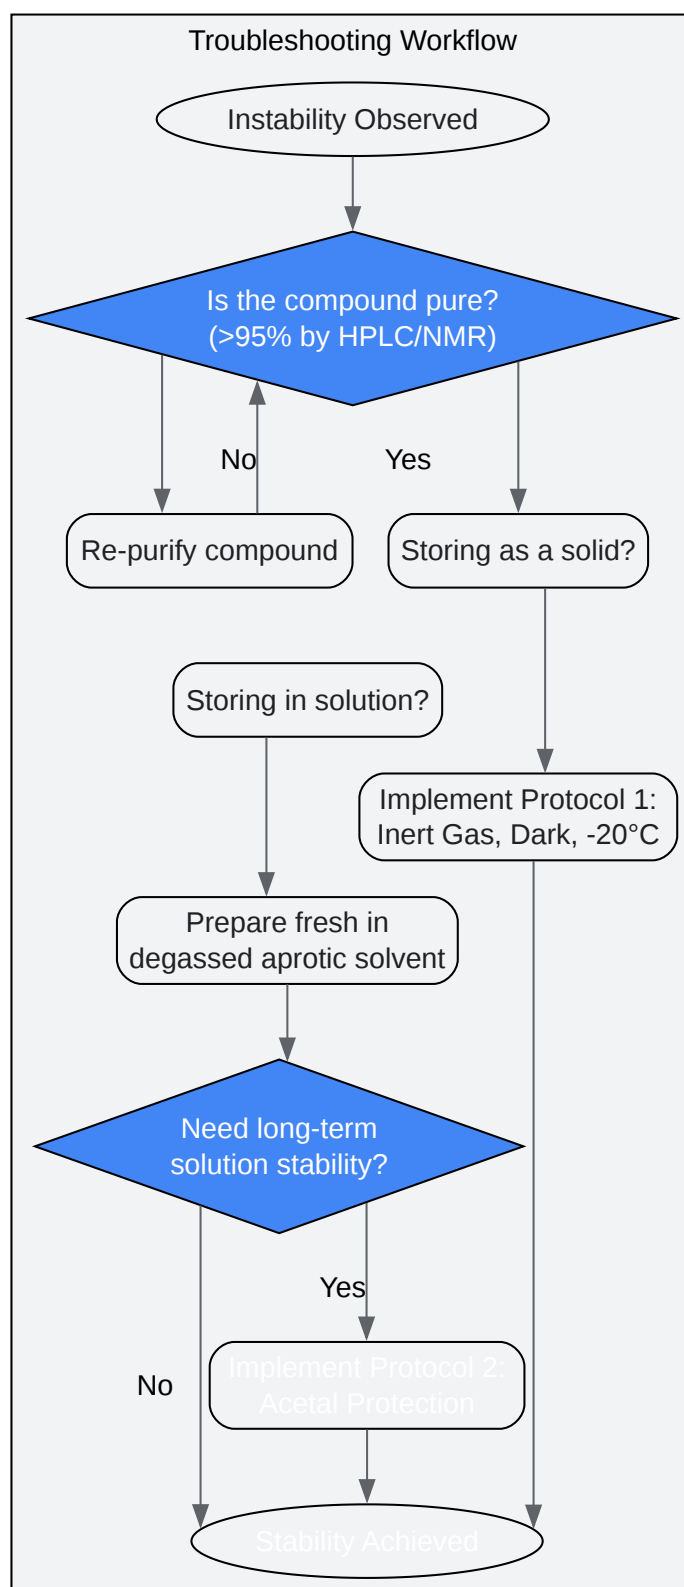 Troubleshooting Workflow
Instability Observed
Is the compound pure?
(>95% by HPLC/NMR)
No
Yes
Re-purify compound
Storing as a solid?
Storing in solution?
Implement Protocol 1:
Inert Gas, Dark, -20°C
Prepare fresh in
degassed aprotic solvent
Need long-term
solution stability?
Yes
Implement Protocol 2:
Acetal Protection
No
Stability Achieved